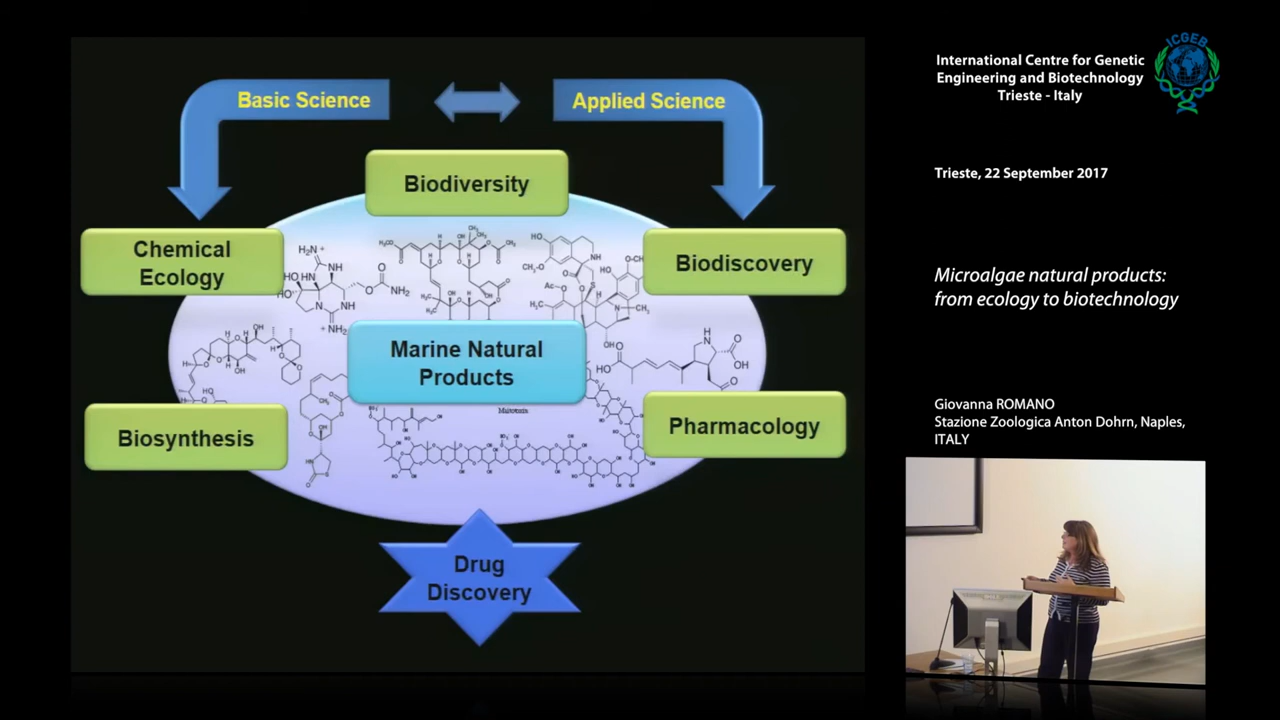 Basic Science
Applied Science
Biodiversity
Chemical
Ecology
Biodiscovery
Marine Natural
Products
Biosynthesis
Pharmacology
Drug
Discovery
ICGEB
International Centre for Genetic
Engineering and Biotechnology
Trieste - Italy
Trieste, 22 September 2017
Microalgae natural products:
from ecology to biotechnology
Giovanna ROMANO
Stazione Zoologica Anton Dohrn, Naples,
ITALY